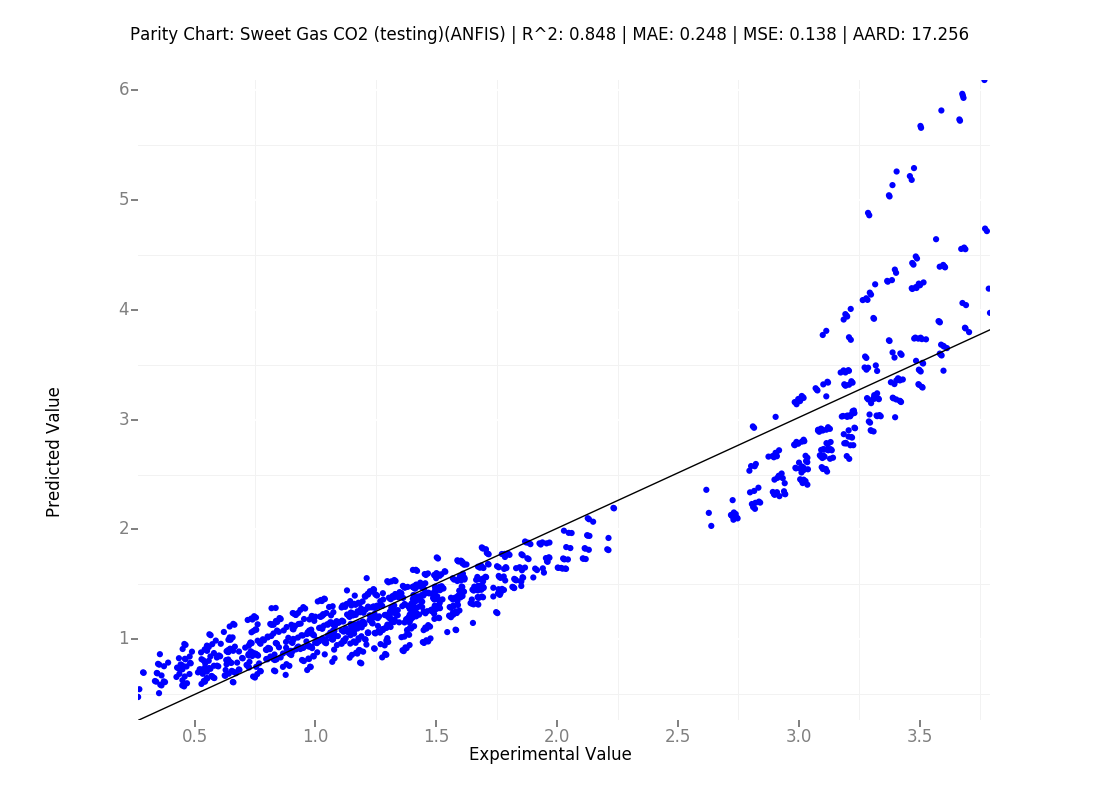 Parity Chart: Sweet Gas CO2 (testing)(ANFIS) | R^2: 0.848 | MAE: 0.248 | MSE: 0.138 | AARD: 17.256
6
5
4
3
2
1
Predicted Value
0.5 1.0 1.5 2.0 2.5 3.0 3.5
Experimental Value